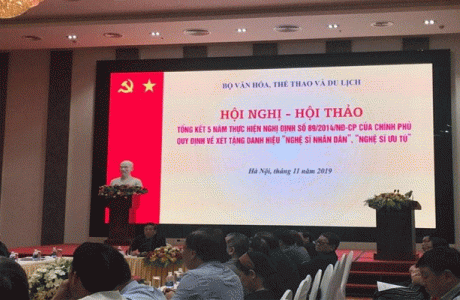 BỘ VĂN HÓA, THỂ THAO VÀ DU LỊCH
HỘI NGHỊ - HỘI THẢO
TỔNG KẾT 5 NĂM THỰC HIỆN NGHỊ ĐỊNH SỐ 89/2014/NĐ-CP CỦA CHÍNH PHỦ
QUY ĐỊNH VỀ XÉT TẶNG DANH HIỆU "NGHỆ SĨ NHÂN DÂN", "NGHỆ SĨ ƯU TÚ"
Hà Nội, tháng 11 năm 2019